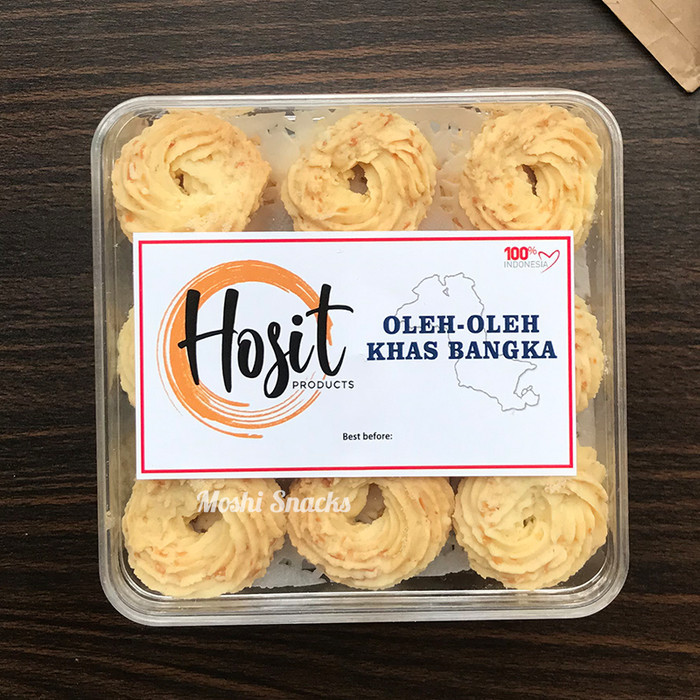 100%
INDONESIA
Hosit
PRODUCTS
OLEH-OLEH
KHAS BANGKA
Best before:
Moshi Snacks